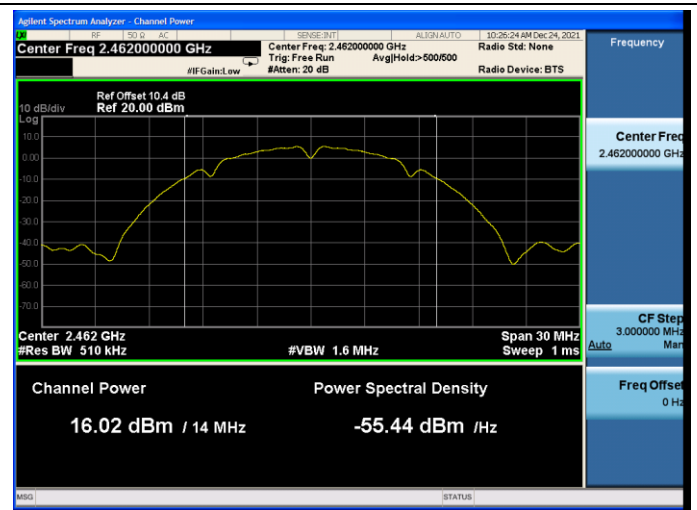 Agilent Spectrum Analyzer - Channel Power
RF 50 Ω AC SENSE:INT ALIGN AUTO 10:26:24 AM Dec 24, 2021
Center Freq 2.462000000 GHz
Center Freq: 2.462000000 GHz
Radio Std: None
Trig: Free Run Avg|Hold:>500/500
#IFGain:Low
#Atten: 20 dB
Radio Device: BTS
Ref Offset 10.4 dB
10 dB/div Ref 20.00 dBm
Log
10.0
0.00
-10.0
-20.0
-30.0
-40.0
-50.0
-60.0
-70.0
Center 2.462 GHz
Span 30 MHz
#Res BW 510 kHz
#VBW 1.6 MHz
Sweep 1 ms
Channel Power
Power Spectral Density
16.02 dBm / 14 MHz
-55.44 dBm /Hz
MSG
STATUS
Frequency
Center Freq
2.462000000 GHz
CF Step
3.000000 MHz
Auto Man
Freq Offset
0 Hz